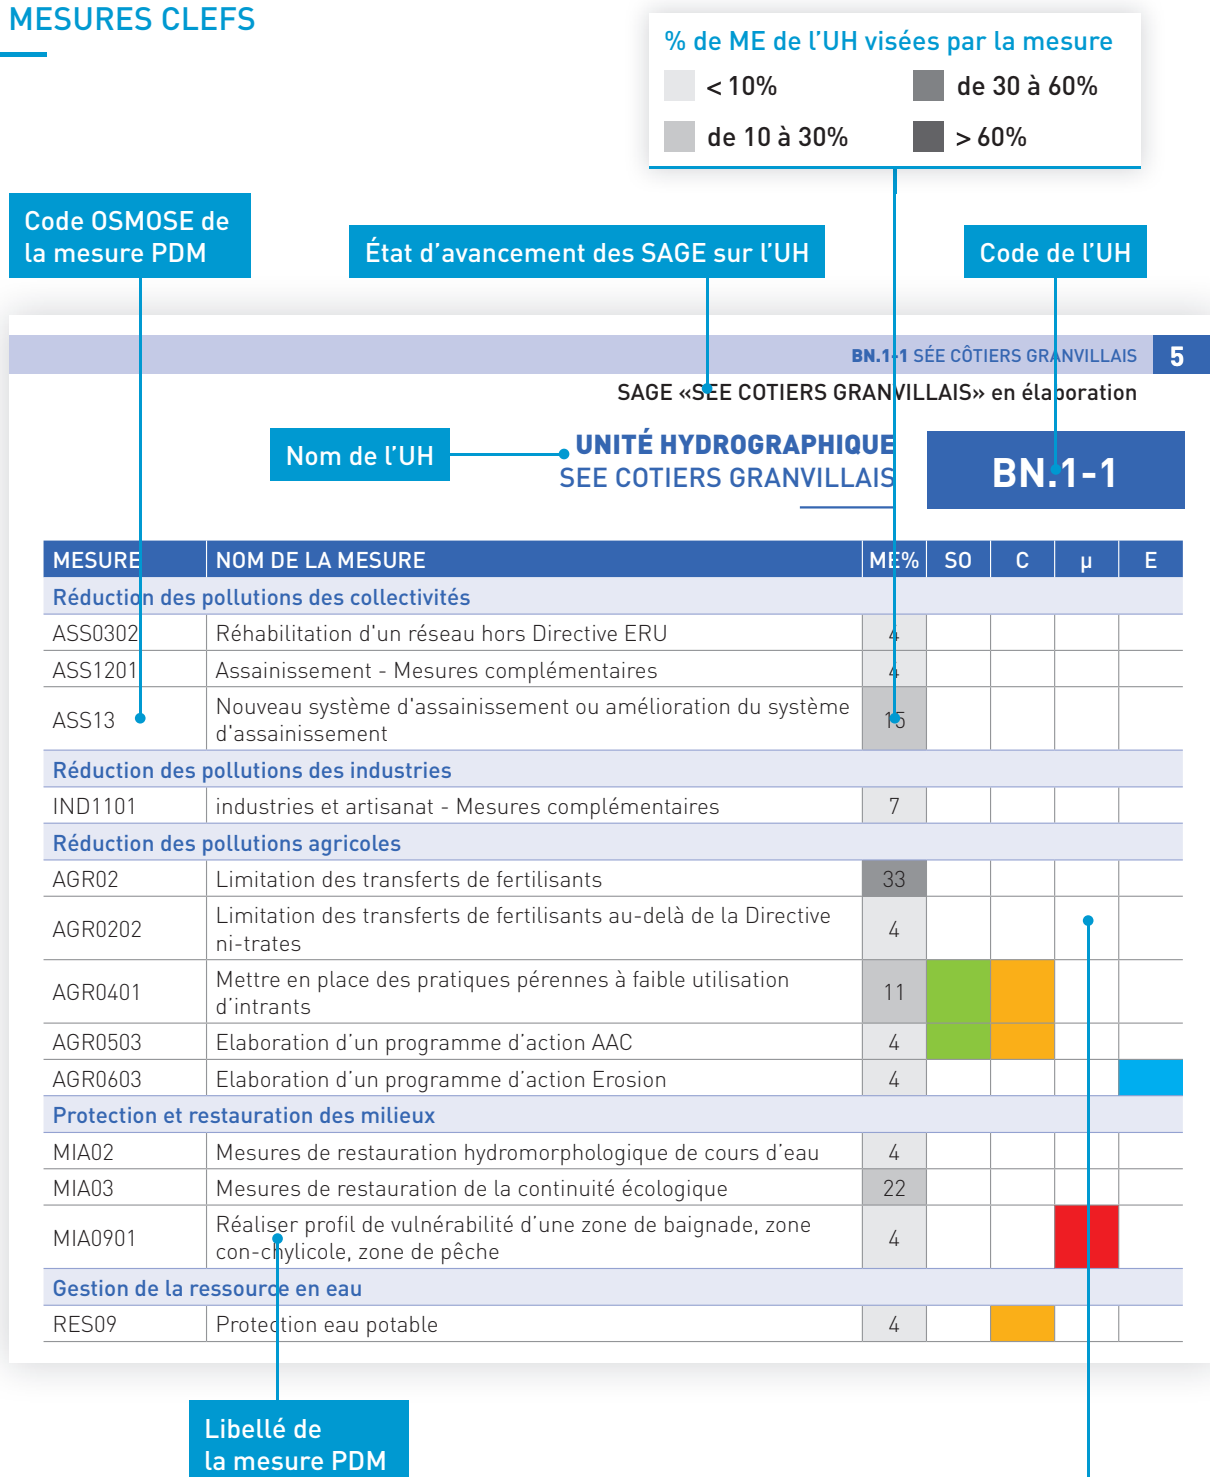 MESURES CLEFS
% de ME de l’UH visées par la mesure
< 10%
de 30 à 60%
de 10 à 30%
> 60%
Code OSMOSE de
la mesure PDM
État d’avancement des SAGE sur l’UH
Code de l’UH
BN.1-1 SÉE CÔTIERS GRANVILLAIS 5
SAGE «SEE COTIERS GRANVILLAIS» en élaboration
Nom de l’UH
UNITÉ HYDROGRAPHIQUE
SEE COTIERS GRANVILLAIS
BN.1-1
MESURE NOM DE LA MESURE ME% SO C µ E
Réduction des pollutions des collectivités
ASS0302 Réhabilitation d'un réseau hors Directive ERU 4
ASS1201 Assainissement - Mesures complémentaires 4
ASS13 Nouveau système d'assainissement ou amélioration du système
d'assainissement 15
Réduction des pollutions des industries
IND1101 industries et artisanat - Mesures complémentaires 7
Réduction des pollutions agricoles
AGR02 Limitation des transferts de fertilisants 33
AGR0202 Limitation des transferts de fertilisants au-delà de la Directive
ni-trates 4
AGR0401 Mettre en place des pratiques pérennes à faible utilisation
d’intrants 11
AGR0503 Elaboration d’un programme d’action AAC 4
AGR0603 Elaboration d’un programme d’action Erosion 4
Protection et restauration des milieux
MIA02 Mesures de restauration hydromorphologique de cours d’eau 4
MIA03 Mesures de restauration de la continuité écologique 22
MIA0901 Réaliser profil de vulnérabilité d’une zone de baignade, zone
con-chylicole, zone de pêche 4
Gestion de la ressource en eau
RES09 Protection eau potable 4
Libellé de
la mesure PDM